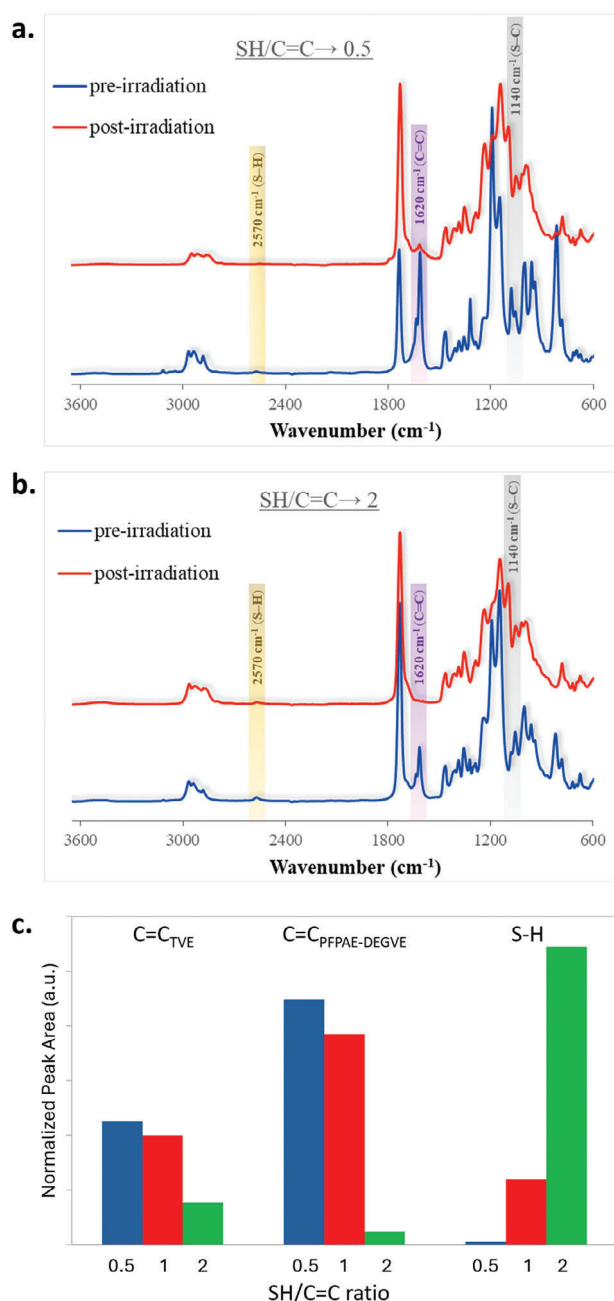 a.
SH/C=C→ 0.5
pre-irradiation
post-irradiation
2570 cm⁻¹ (S–H)
1620 cm⁻¹ (C=C)
1140 cm⁻¹ (S–C)
3600 3000 2400 1800 1200 600
Wavenumber (cm⁻¹)
b.
SH/C=C→ 2
pre-irradiation
post-irradiation
2570 cm⁻¹ (S–H)
1620 cm⁻¹ (C=C)
1140 cm⁻¹ (S–C)
3600 3000 2400 1800 1200 600
Wavenumber (cm⁻¹)
c.
C=C_TVE C=C_PFPAE-DEGVE S-H
Normalized Peak Area (a.u.)
0.5 1 2 0.5 1 2 0.5 1 2
SH/C=C ratio